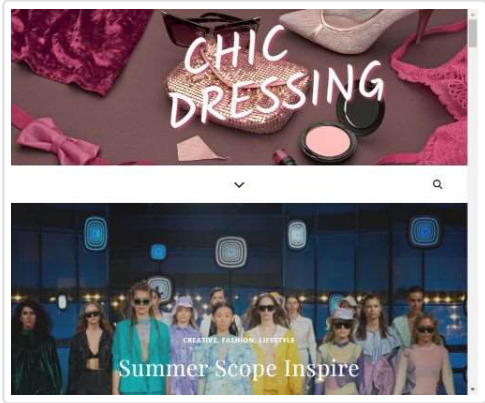 CHIC
DRESSING
CREATIVE, FASHION, LIFESTYLE
Summer Scope Inspire